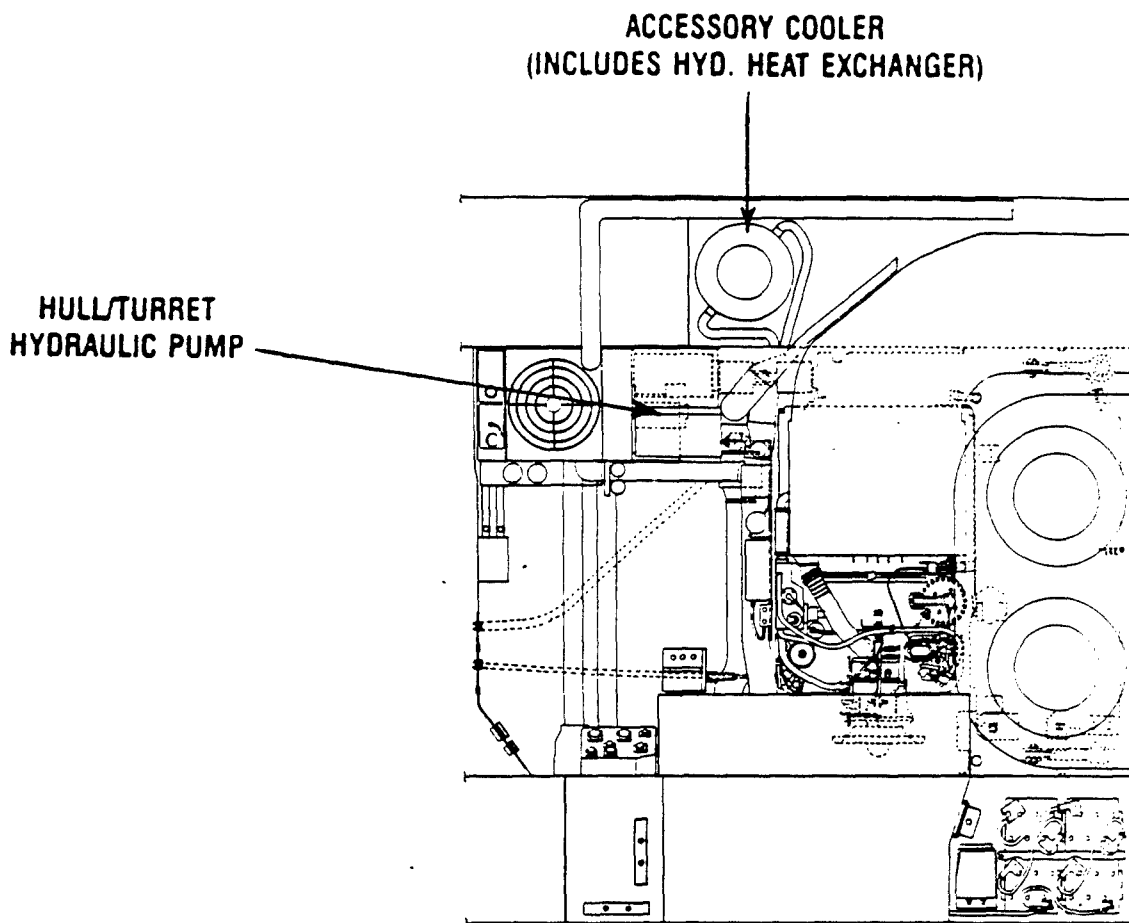 ACCESSORY COOLER
(INCLUDES HYD. HEAT EXCHANGER)
HULL/TURRET
HYDRAULIC PUMP